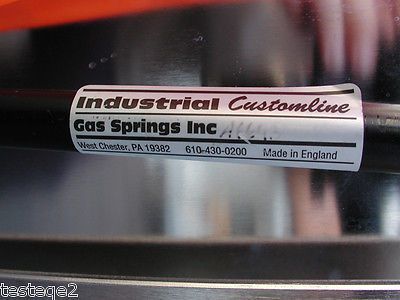 Industrial Customline
Gas Springs Inc
West Chester, PA 19382 610-430-0200 Made in England
testeqe2